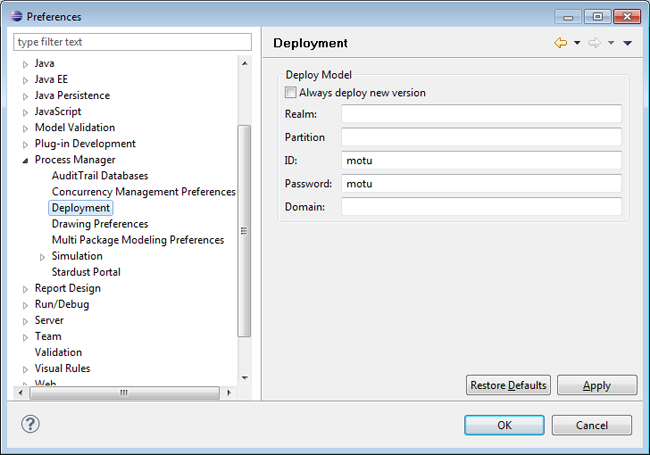 Preferences
type filter text
Java
Java EE
Java Persistence
JavaScript
Model Validation
Plug-in Development
Process Manager
AuditTrail Databases
Concurrency Management Preferences
Deployment
Drawing Preferences
Multi Package Modeling Preferences
Simulation
Stardust Portal
Report Design
Run/Debug
Server
Team
Validation
Visual Rules
Web
Deployment
Deploy Model
Always deploy new version
Realm:
Partition
ID: motu
Password: motu
Domain:
Restore Defaults Apply
OK Cancel